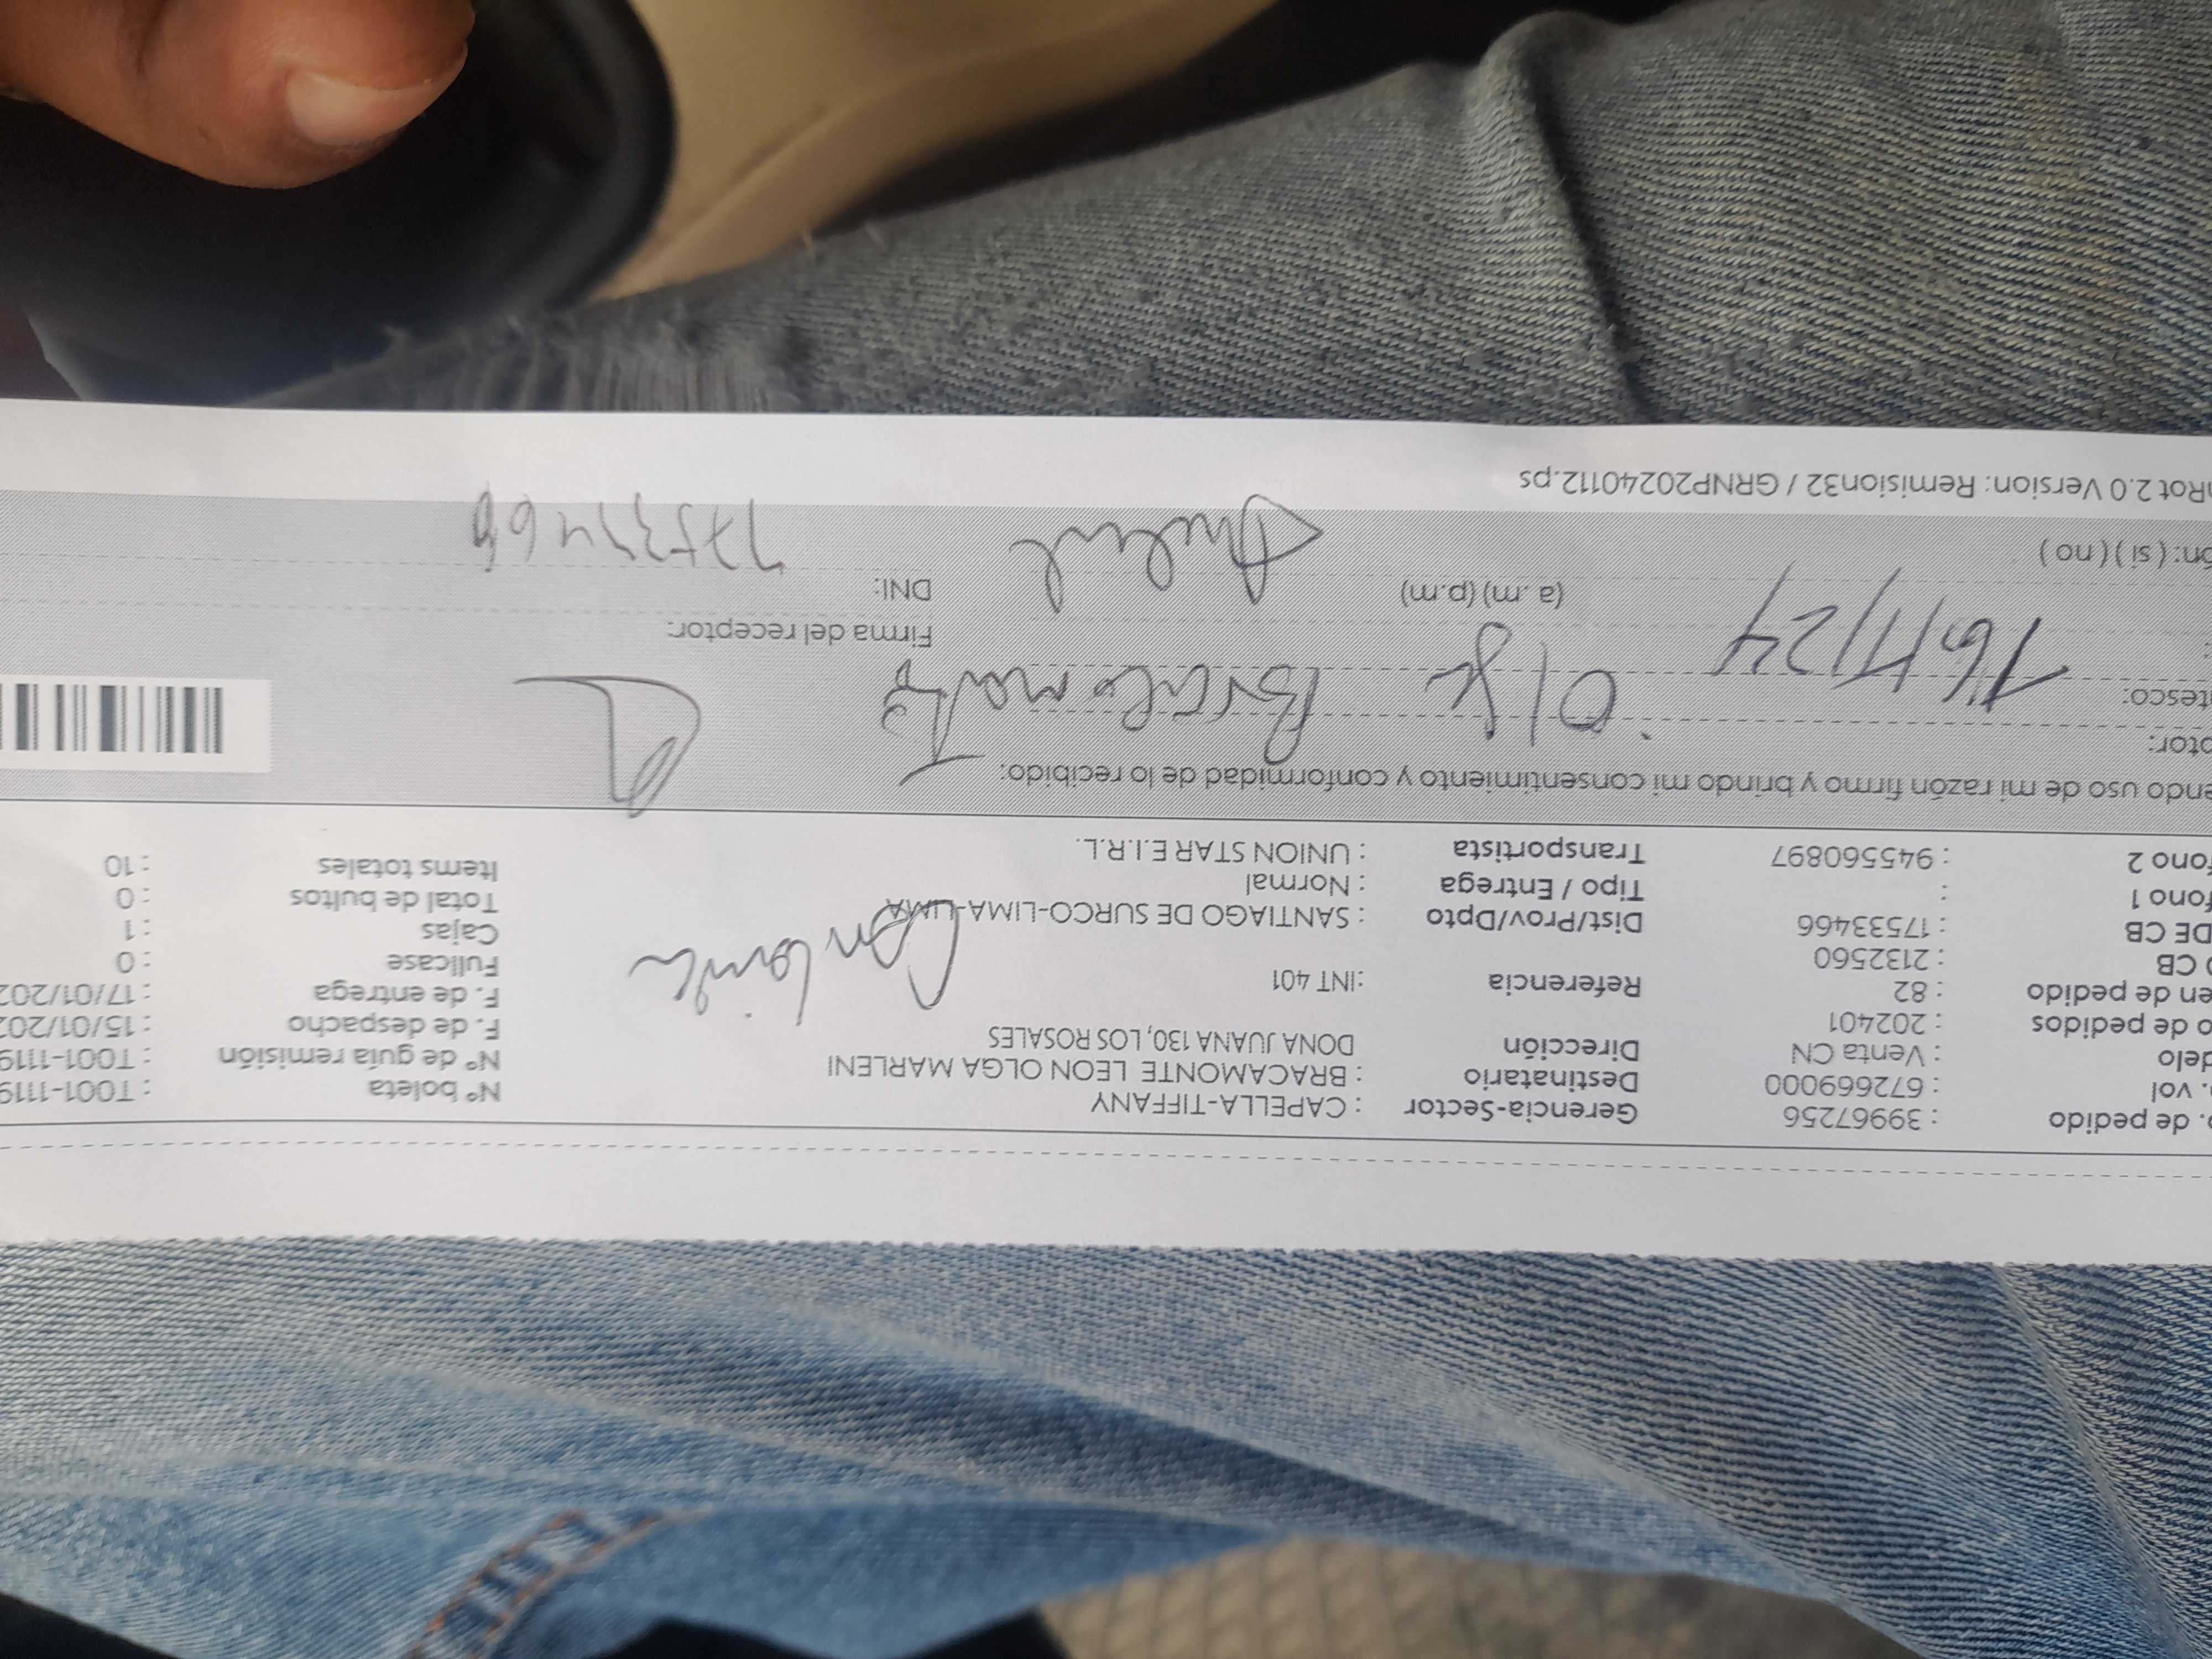 . de pedido : 39967256 Gerencia-Sector : CAPELLA-TIFFANY Nº boleta : T001-1119
. vol : 672669000 Destinatario : BRACAMONTE LEON OLGA MARLENI Nº de guía remisión : T001-1119
delo : Venta CN Dirección DONA JUANA 130, LOS ROSALES F. de despacho : 15/01/202
o de pedidos : 202401 F. de entrega : 17/01/202
en de pedido : 82 Referencia :INT 401 Fullcase : 0
o CB : 2132560 Cajas : 1
DE CB : 17533466 Dist/Prov/Dpto : SANTIAGO DE SURCO-LIMA-LIMA Total de bultos : 0
fono 1 : Tipo / Entrega : Normal Items totales : 10
fono 2 : 945560897 Transportista : UNION STAR E.I.R.L.
endo uso de mi razón firmo y brindo mi consentimiento y conformidad de lo recibido:
ptor: Olga Bracamonte
tesco: 16/1/24 Firma del receptor:
: (a .m) (p.m) DNI: 17533466
ón: ( si ) ( no )
Rot 2.0 Version: Remision32 / GRNP20240112.ps